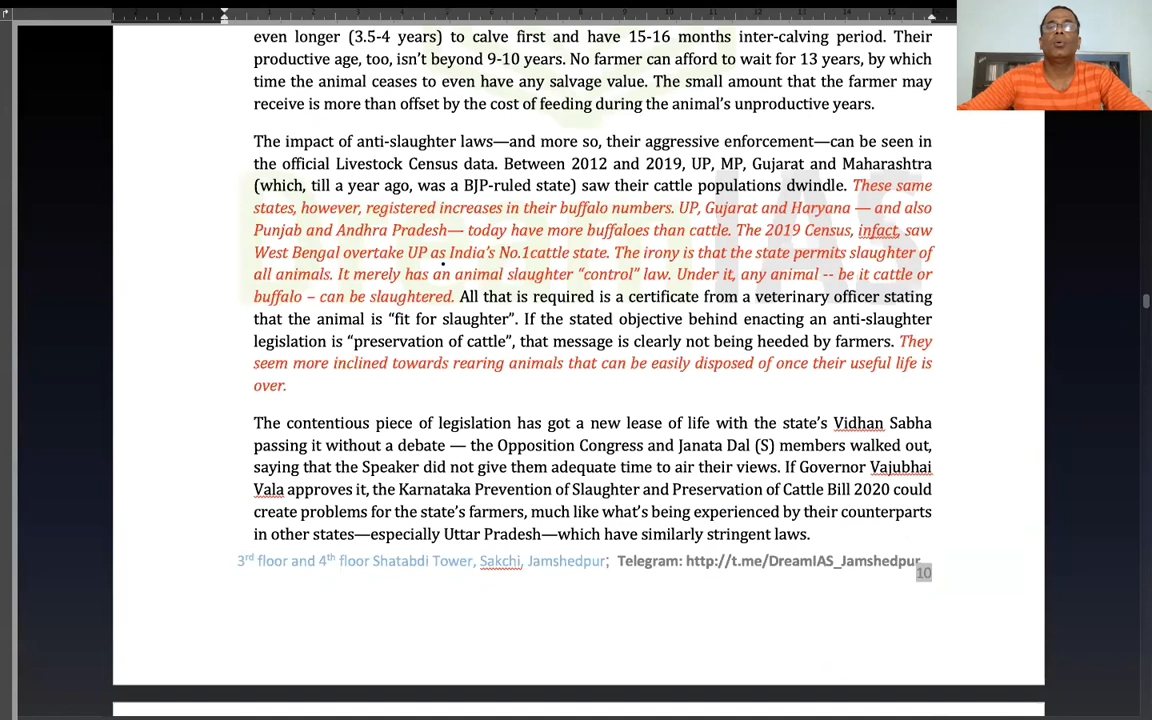 even longer (3.5-4 years) to calve first and have 15-16 months inter-calving period. Their
productive age, too, isn't beyond 9-10 years. No farmer can afford to wait for 13 years, by which
time the animal ceases to even have any salvage value. The small amount that the farmer may
receive is more than offset by the cost of feeding during the animal's unproductive years.
The impact of anti-slaughter laws—and more so, their aggressive enforcement—can be seen in
the official Livestock Census data. Between 2012 and 2019, UP, MP, Gujarat and Maharashtra
(which, till a year ago, was a BJP-ruled state) saw their cattle populations dwindle. These same
states, however, registered increases in their buffalo numbers. UP, Gujarat and Haryana — and also
Punjab and Andhra Pradesh— today have more buffaloes than cattle. The 2019 Census, infact, saw
West Bengal overtake UP as India's No.1cattle state. The irony is that the state permits slaughter of
all animals. It merely has an animal slaughter "control" law. Under it, any animal -- be it cattle or
buffalo – can be slaughtered. All that is required is a certificate from a veterinary officer stating
that the animal is "fit for slaughter". If the stated objective behind enacting an anti-slaughter
legislation is "preservation of cattle", that message is clearly not being heeded by farmers. They
seem more inclined towards rearing animals that can be easily disposed of once their useful life is
over.
The contentious piece of legislation has got a new lease of life with the state's Vidhan Sabha
passing it without a debate — the Opposition Congress and Janata Dal (S) members walked out,
saying that the Speaker did not give them adequate time to air their views. If Governor Vajubhai
Vala approves it, the Karnataka Prevention of Slaughter and Preservation of Cattle Bill 2020 could
create problems for the state's farmers, much like what's being experienced by their counterparts
in other states—especially Uttar Pradesh—which have similarly stringent laws.
3rd floor and 4th floor Shatabdi Tower, Sakchi, Jamshedpur; Telegram: http://t.me/DreamIAS_Jamshedpur
10